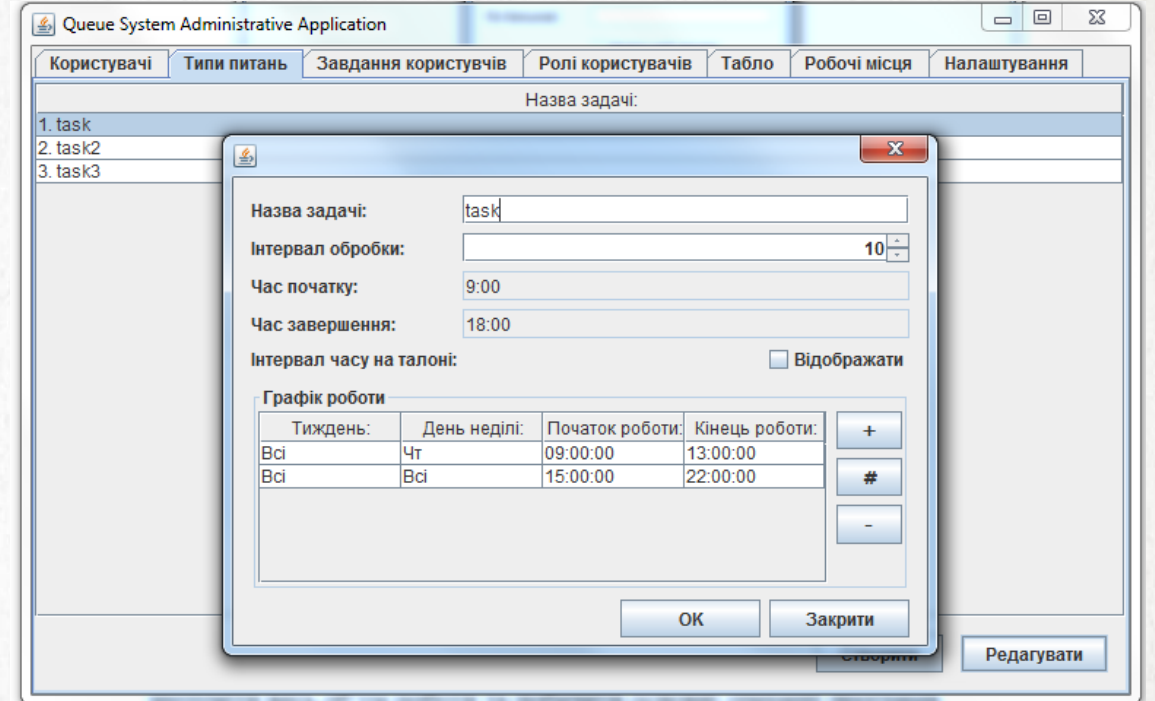 Queue System Administrative Application
Користувачі Типи питань Завдання користувчів Ролі користувачів Табло Робочі місця Налаштування
Назва задачі:
1. task
2. task2
3. task3
Назва задачі: task
Інтервал обробки: 10
Час початку: 9:00
Час завершення: 18:00
Інтервал часу на талоні: Відображати
Графік роботи
Тиждень: День неділі: Початок роботи: Кінець роботи:
Всі Чт 09:00:00 13:00:00
Всі Всі 15:00:00 22:00:00
+
#
-
OK Закрити
Створити Редагувати